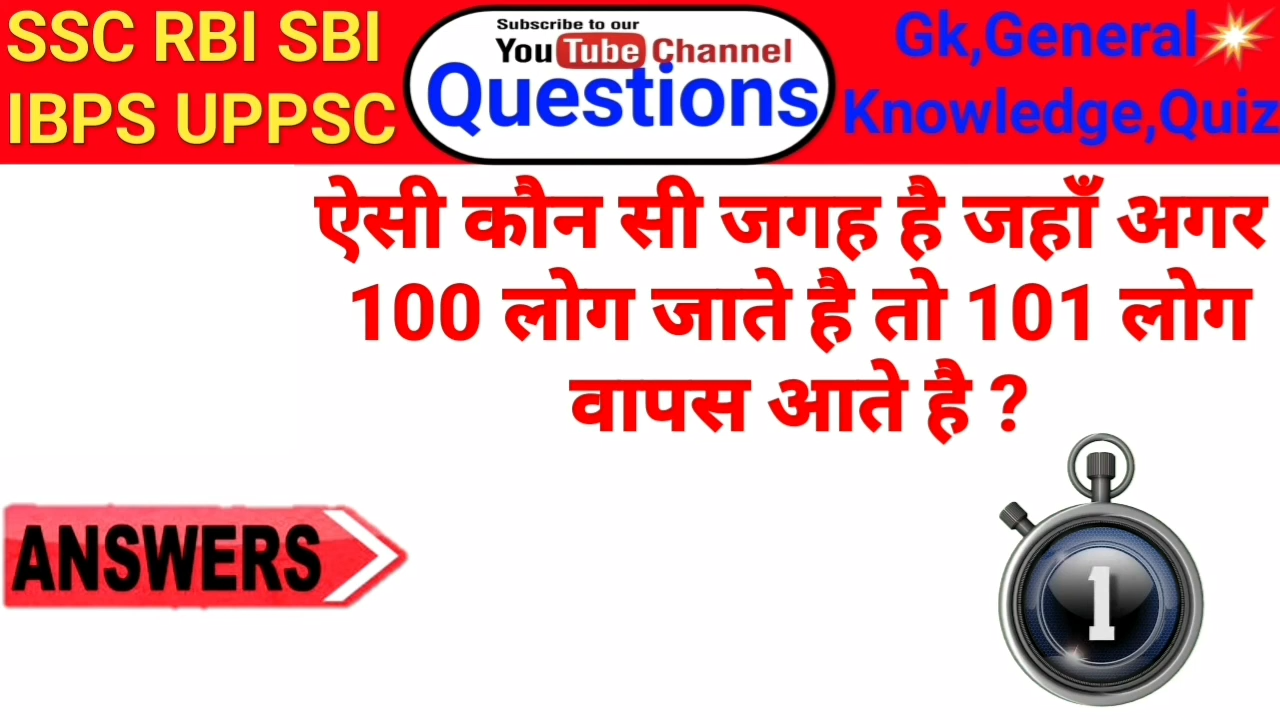 SSC RBI SBI
IBPS UPPSC
Subscribe to our
YouTube Channel
Questions
Gk,General
Knowledge,Quiz
ऐसी कौन सी जगह है जहाँ अगर
100 लोग जाते है तो 101 लोग
वापस आते है ?
ANSWERS
1